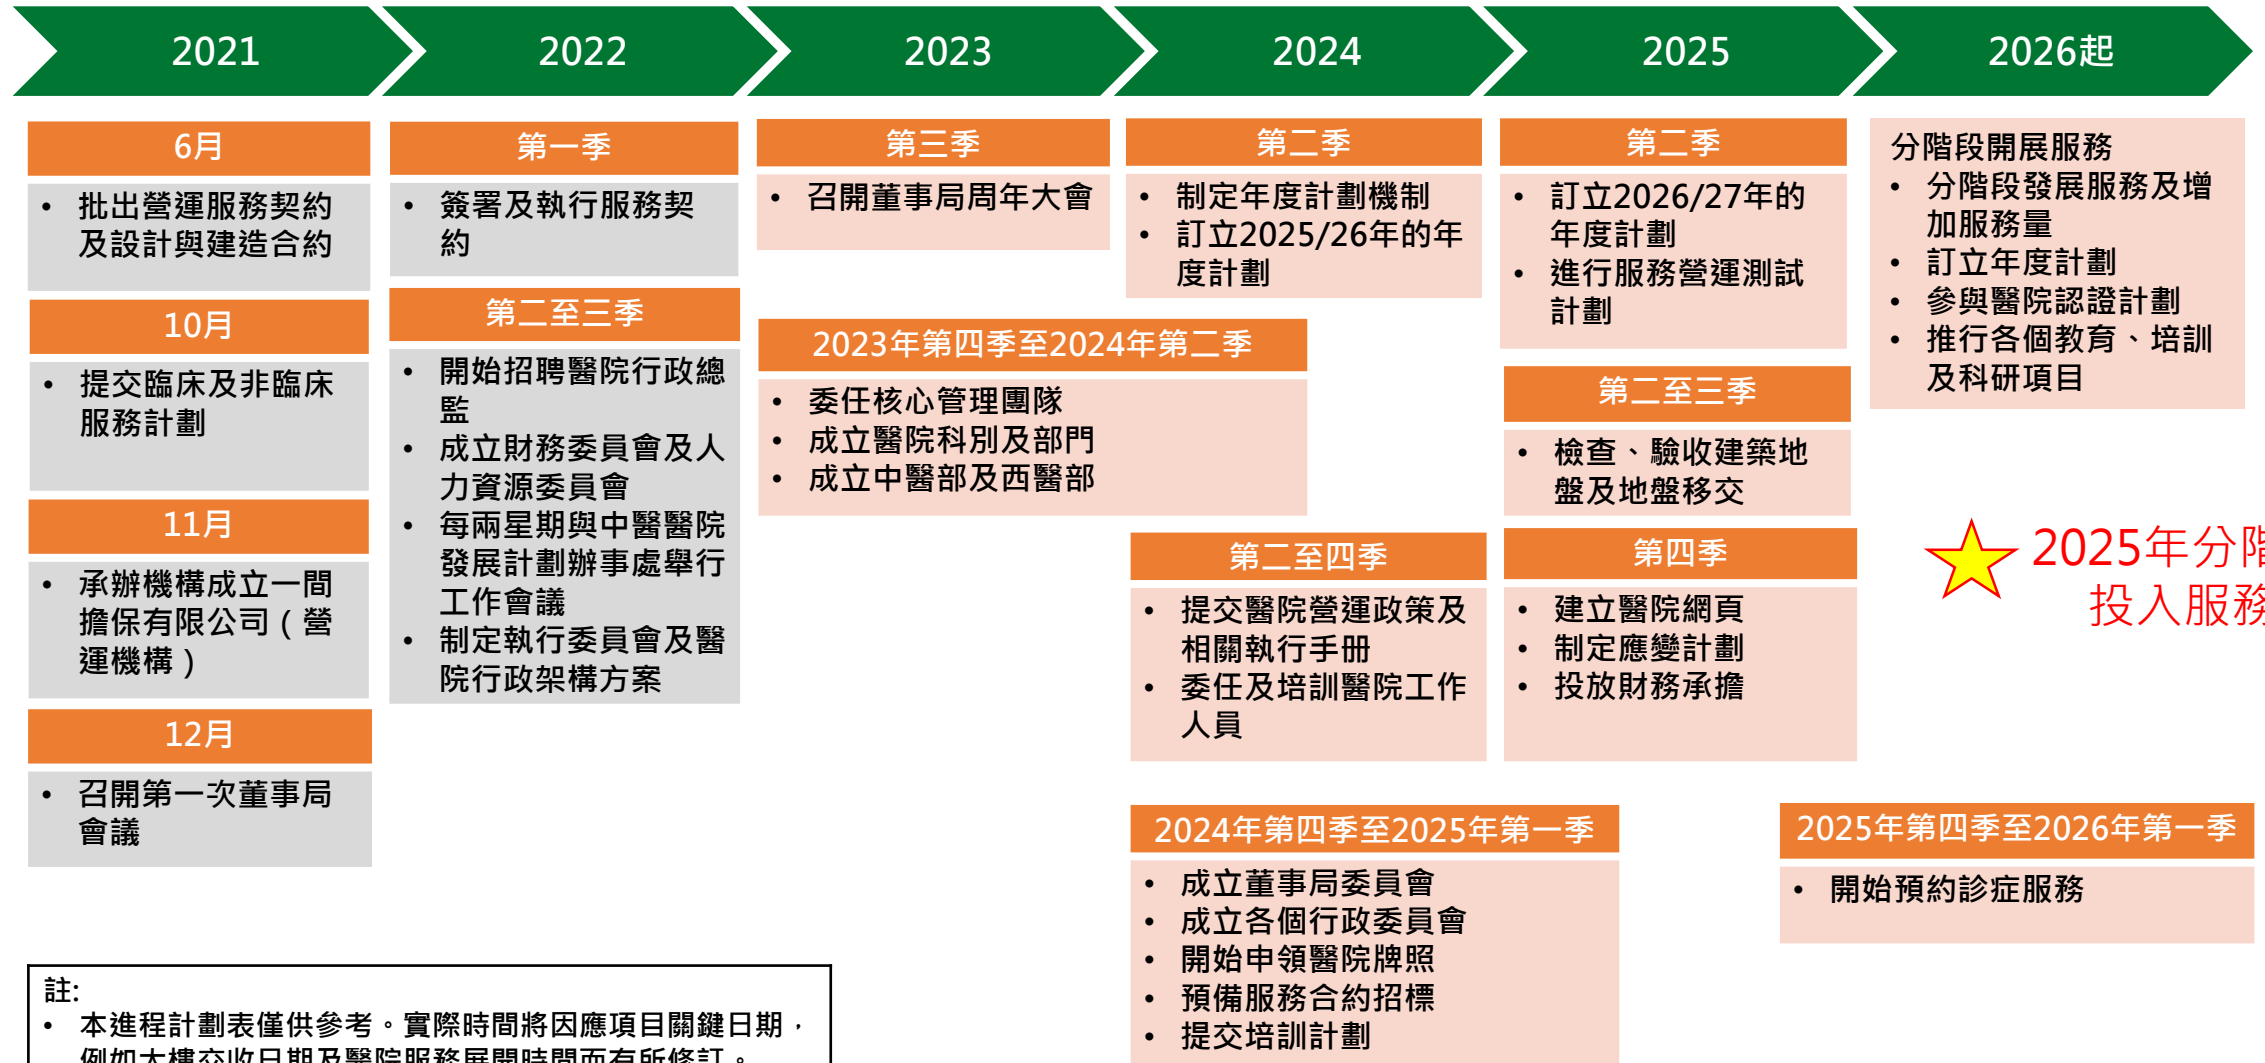 2021
2022
2023
2024
2025
2026起
6月
• 批出營運服務契約
及設計與建造合約
10月
• 提交臨床及非臨床
服務計劃
11月
• 承辦機構成立一間
擔保有限公司（營
運機構）
12月
• 召開第一次董事局
會議
第一季
• 簽署及執行服務契
約
第二至三季
• 開始招聘醫院行政總
監
• 成立財務委員會及人
力資源委員會
• 每兩星期與中醫醫院
發展計劃辦事處舉行
工作會議
• 制定執行委員會及醫
院行政架構方案
第三季
• 召開董事局周年大會
2023年第四季至2024年第二季
• 委任核心管理團隊
• 成立醫院科別及部門
• 成立中醫部及西醫部
第二季
• 制定年度計劃機制
• 訂立2025/26年的年
度計劃
第二至四季
• 提交醫院營運政策及
相關執行手册
• 委任及培訓醫院工作
人員
2024年第四季至2025年第一季
• 成立董事局委員會
• 成立各個行政委員會
• 開始申領醫院牌照
• 預備服務合約招標
• 提交培訓計劃
第二季
• 訂立2026/27年的
年度計劃
• 進行服務營運測試
計劃
第二至三季
• 檢查、驗收建築地
盤及地盤移交
第四季
• 建立醫院網頁
• 制定應變計劃
• 投放財務承擔
2025年第四季至2026年第一季
• 開始預約診症服務
分階段開展服務
• 分階段發展服務及增
加服務量
• 訂立年度計劃
• 參與醫院認證計劃
• 推行各個教育、培訓
及科研項目
2025年分階
投入服務
註:
• 本進程計劃表僅供參考。實際時間將因應項目關鍵日期，
例如大樓交收日期及醫院服務展開時間而有所修訂。